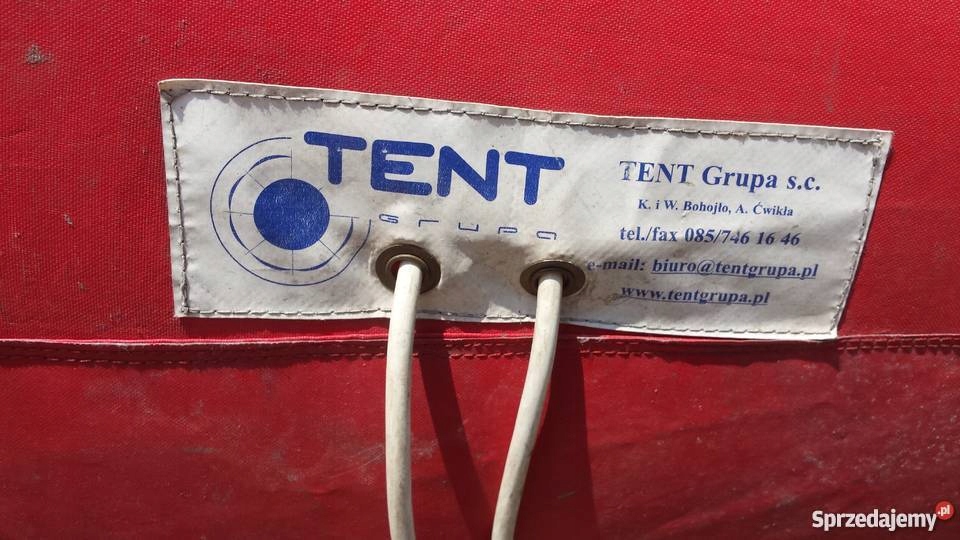 TENT
Grupa
TENT Grupa s.c.
K. i W. Bohojło, A. Ćwikła
tel./fax 085/746 16 46
e-mail: biuro@tentgrupa.pl
www.tentgrupa.pl
Sprzedajemy.pl